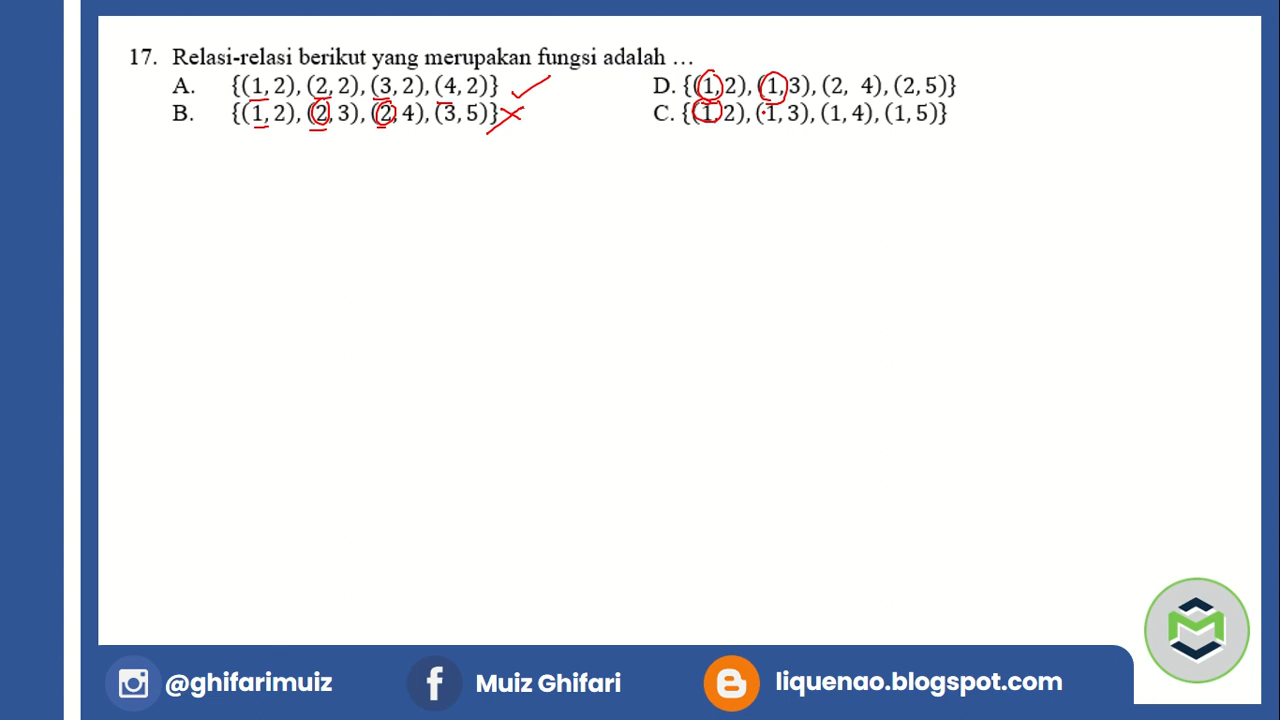 17. Relasi-relasi berikut yang merupakan fungsi adalah …
A. {(1, 2), (2, 2), (3, 2), (4, 2)} D. {(1, 2), (1, 3), (2, 4), (2, 5)}
B. {(1, 2), (2, 3), (2, 4), (3, 5)} C. {(1, 2), (1, 3), (1, 4), (1, 5)}
@ghifarimuiz Muiz Ghifari liquenao.blogspot.com